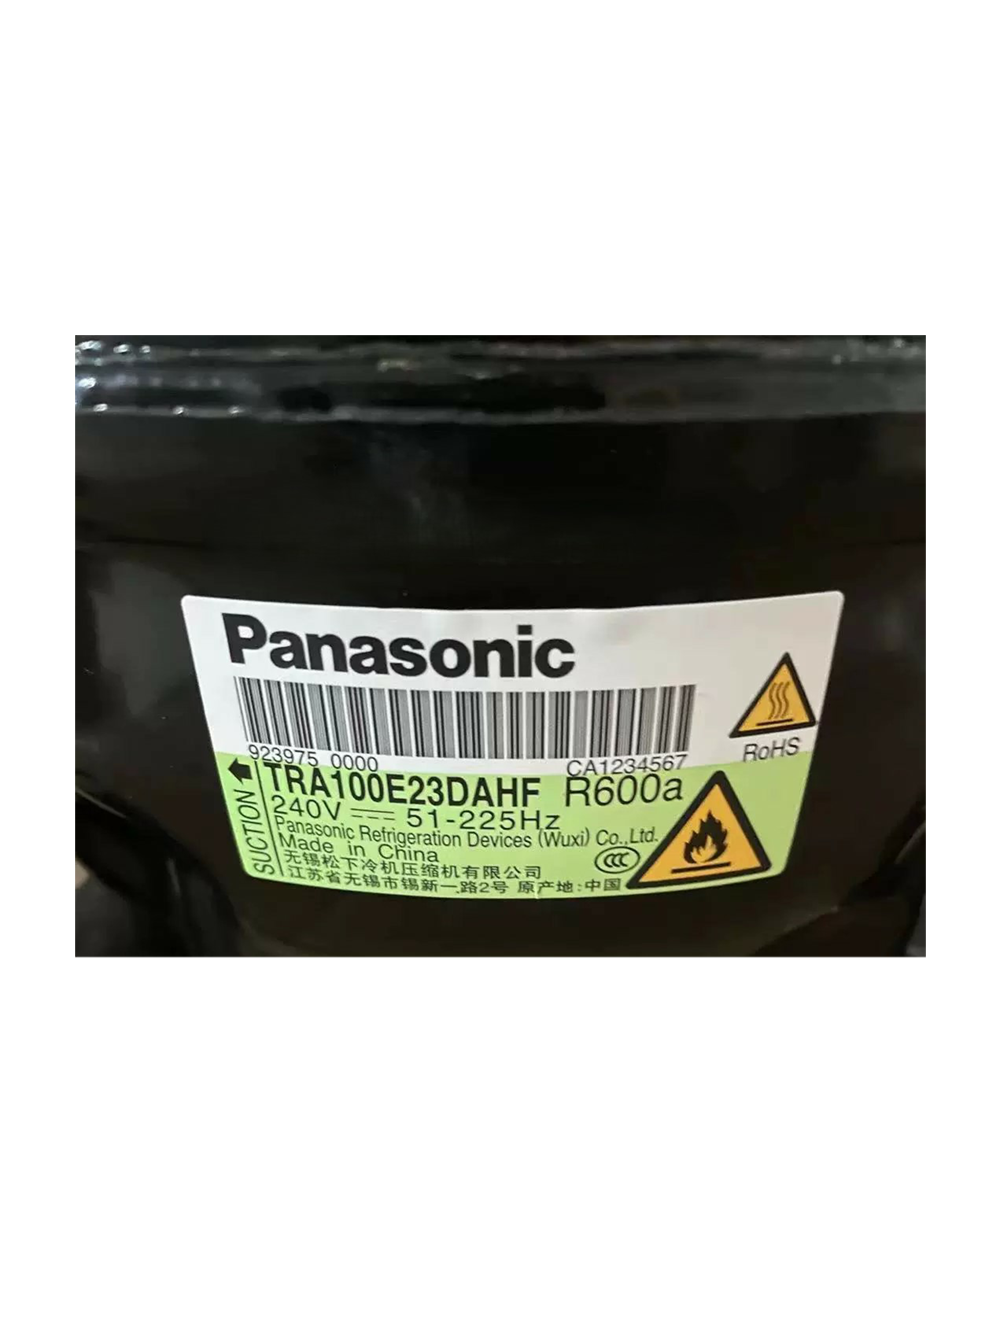 Panasonic
923975 0000 CA1234567
RoHS
TRA100E23DAHF R600a
240V ⎓ 51-225Hz
Panasonic Refrigeration Devices (Wuxi) Co.,Ltd.
Made in China
CCC
无锡松下冷机压缩机有限公司
江苏省无锡市锡新一路2号 原产地:中国
SUCTION